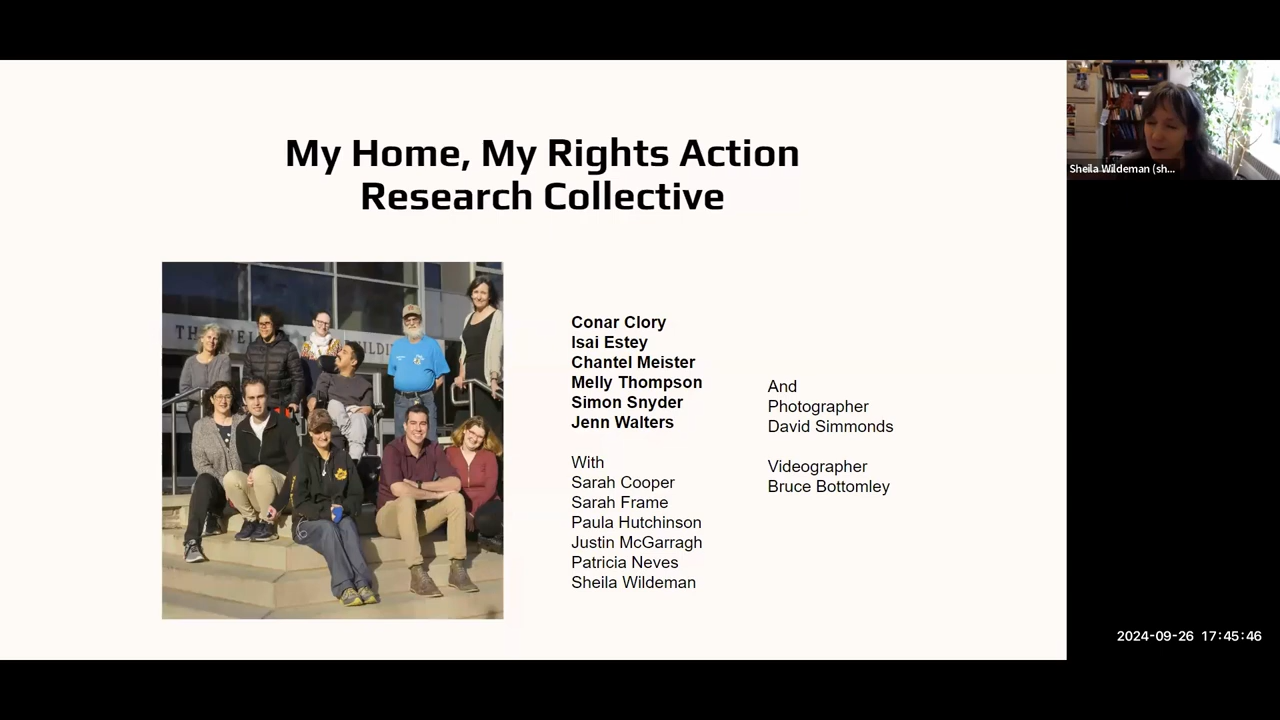 My Home, My Rights Action
Research Collective
Conar Clory
Isai Estey
Chantel Meister
Melly Thompson
Simon Snyder
Jenn Walters
With
Sarah Cooper
Sarah Frame
Paula Hutchinson
Justin McGarragh
Patricia Neves
Sheila Wildeman
And
Photographer
David Simmonds
Videographer
Bruce Bottomley
Sheila Wildeman (sh...
2024-09-26 17:45:46